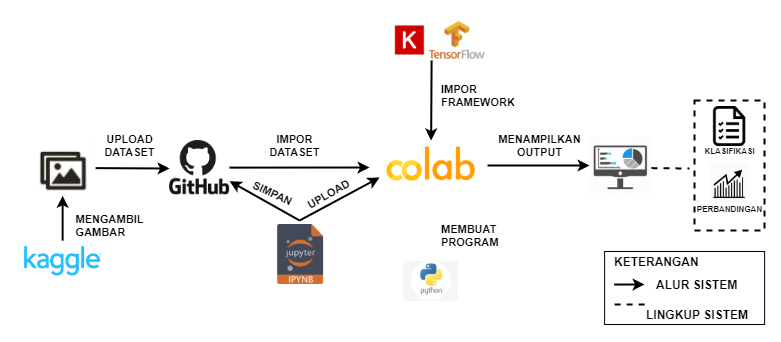 K
TensorFlow
IMPOR
FRAMEWORK
UPLOAD
DATASET
IMPOR
DATASET
MENAMPILKAN
OUTPUT
KLASIFIKASI
GitHub
colab
SIMPAN
UPLOAD
PERBANDINGAN
MENGAMBIL
GAMBAR
kaggle
jupyter
IPYNB
MEMBUAT
PROGRAM
python
KETERANGAN
ALUR SISTEM
LINGKUP SISTEM